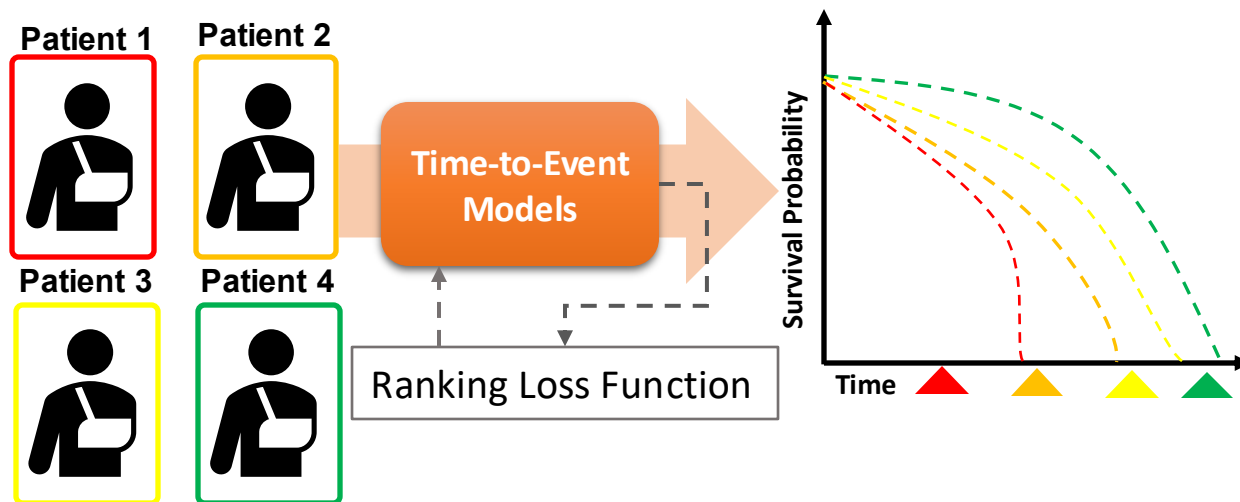 Patient 1
Patient 2
Patient 3
Patient 4
Time-to-Event
Models
Ranking Loss Function
Survival Probability
Time